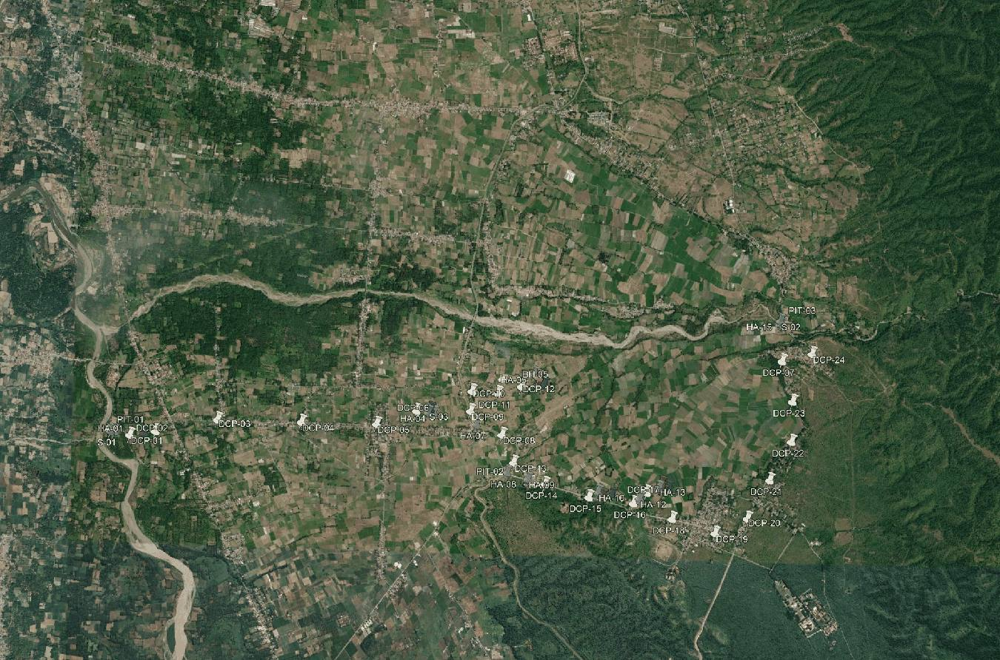 PIT-03
HA-15
S-02
DCP-24
DCP-07
BH-05
HA-05
DCP-12
DCP-10
DCP-11
DCP-23
DCP-06
HA-04
S-03
DCP-09
PIT-01
HA-01
DCP-02
S-01
DCP-01
DCP-03
DCP-04
DCP-05
HA-07
DCP-08
DCP-22
PIT-02
DCP-13
HA-08
HA-09
DCP-14
DCP-17
HA-13
DCP-21
HA-10
HA-12
DCP-15
DCP-16
DCP-18
DCP-20
DCP-19